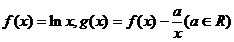 f(x) = ln x, g(x) = f(x) − a/x (a ∈ R)